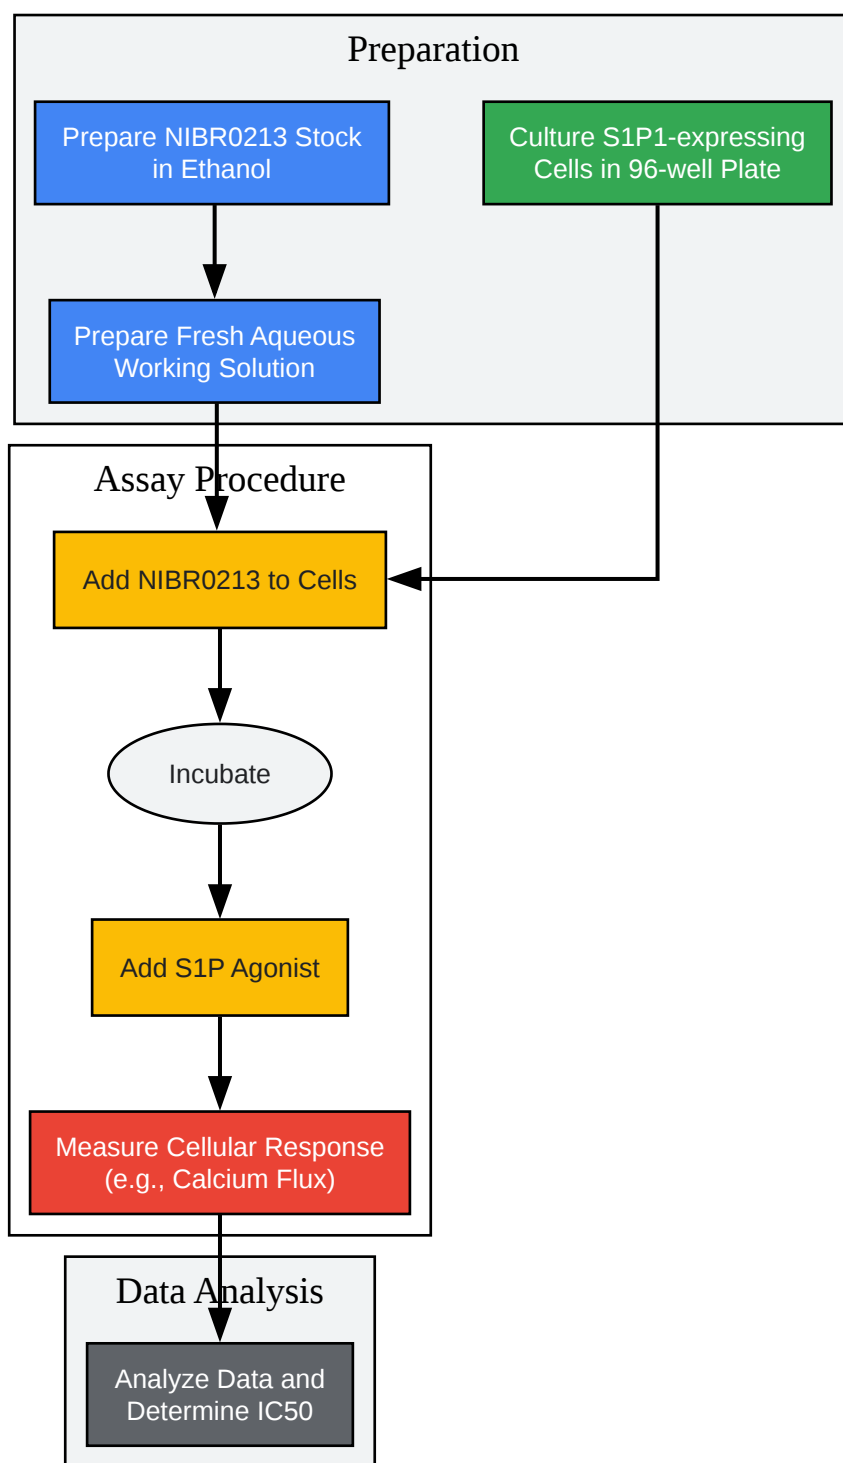 Preparation
Prepare NIBR0213 Stock
in Ethanol
Culture S1P1-expressing
Cells in 96-well Plate
Prepare Fresh Aqueous
Working Solution
Assay Procedure
Add NIBR0213 to Cells
Incubate
Add S1P Agonist
Measure Cellular Response
(e.g., Calcium Flux)
Data Analysis
Analyze Data and
Determine IC50